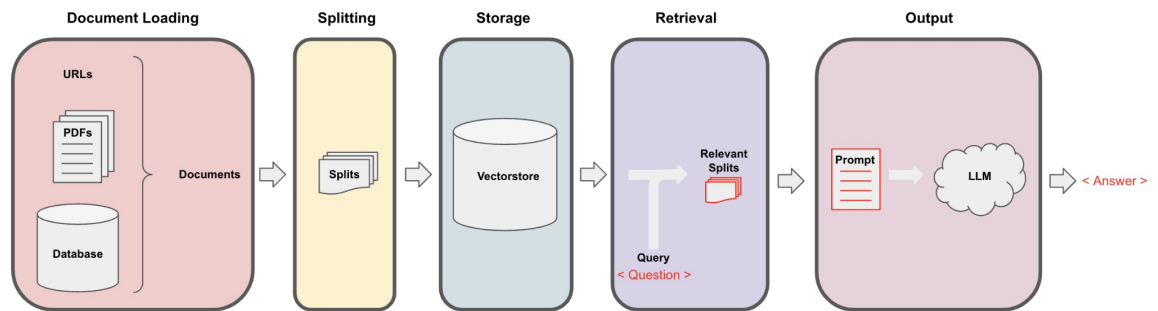 Document Loading
Splitting
Storage
Retrieval
Output
URLs
PDFs
Documents
Database
Splits
Vectorstore
Relevant
Splits
Query
< Question >
Prompt
LLM
< Answer >